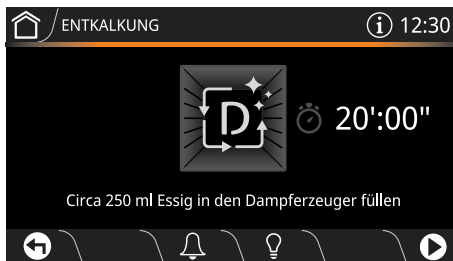 ENTKALKUNG
i 12:30
D
20':00"
Circa 250 ml Essig in den Dampferzeuger füllen